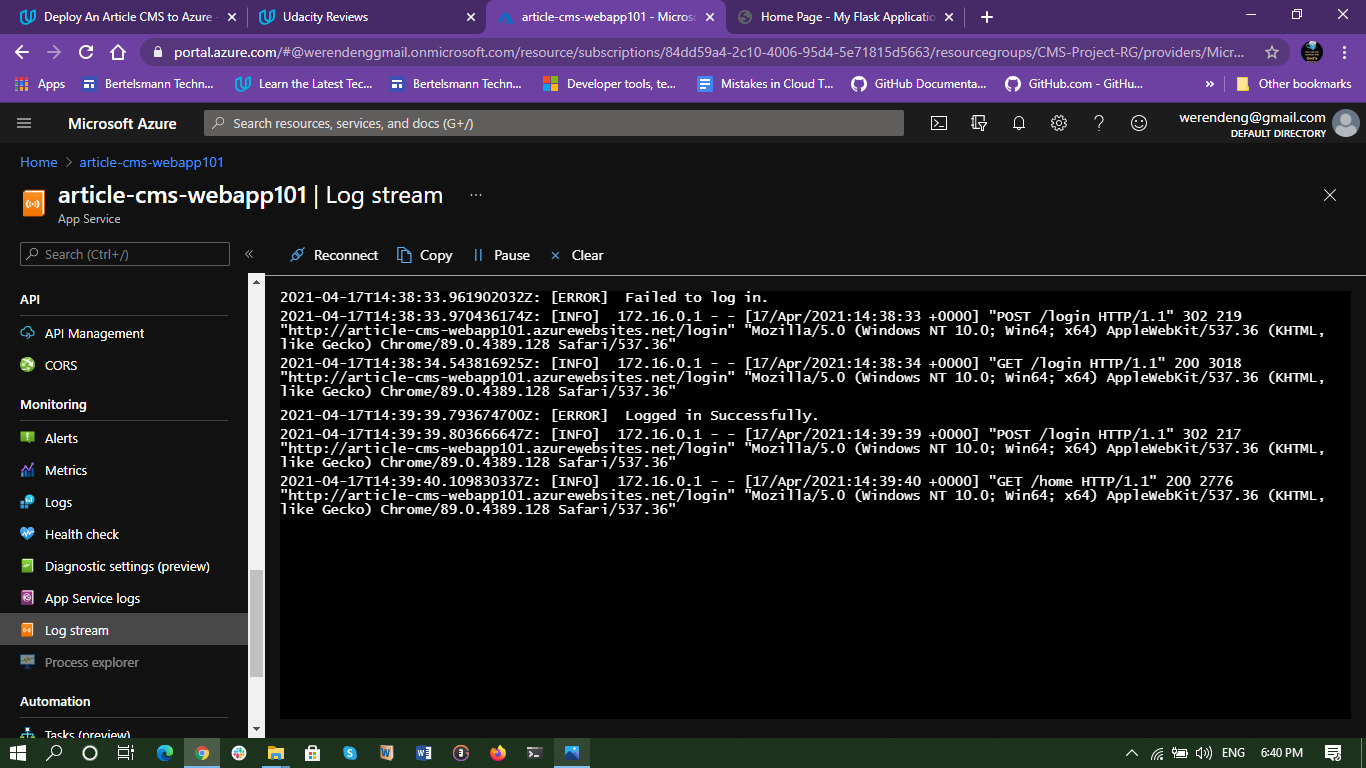 Deploy An Article CMS to Azure
Udacity Reviews
article-cms-webapp101 - Micros
Home Page - My Flask Applicatio
portal.azure.com/#@werendenggmail.onmicrosoft.com/resource/subscriptions/84dd59a4-2c10-4006-95d4-5e71815d5663/resourcegroups/CMS-Project-RG/providers/Micr...
Apps
Bertelsmann Techn...
Learn the Latest Tec...
Bertelsmann Techn...
Developer tools, te...
Mistakes in Cloud T...
GitHub Documenta...
GitHub.com - GitHu...
»
Other bookmarks
Microsoft Azure
Search resources, services, and docs (G+/)
werendeng@gmail.com
DEFAULT DIRECTORY
Home > article-cms-webapp101
article-cms-webapp101 | Log stream ...
App Service
Search (Ctrl+/)
«
Reconnect
Copy
Pause
Clear
API
API Management
CORS
Monitoring
Alerts
Metrics
Logs
Health check
Diagnostic settings (preview)
App Service logs
Log stream
Process explorer
Automation
Tasks (preview)
2021-04-17T14:38:33.961902032Z: [ERROR]  Failed to log in.
2021-04-17T14:38:33.970436174Z: [INFO]  172.16.0.1 - - [17/Apr/2021:14:38:33 +0000] "POST /login HTTP/1.1" 302 219
"http://article-cms-webapp101.azurewebsites.net/login" "Mozilla/5.0 (Windows NT 10.0; Win64; x64) AppleWebKit/537.36 (KHTML,
like Gecko) Chrome/89.0.4389.128 Safari/537.36"
2021-04-17T14:38:34.543816925Z: [INFO]  172.16.0.1 - - [17/Apr/2021:14:38:34 +0000] "GET /login HTTP/1.1" 200 3018
"http://article-cms-webapp101.azurewebsites.net/login" "Mozilla/5.0 (Windows NT 10.0; Win64; x64) AppleWebKit/537.36 (KHTML,
like Gecko) Chrome/89.0.4389.128 Safari/537.36"
2021-04-17T14:39:39.793674700Z: [ERROR]  Logged in Successfully.
2021-04-17T14:39:39.803666647Z: [INFO]  172.16.0.1 - - [17/Apr/2021:14:39:39 +0000] "POST /login HTTP/1.1" 302 217
"http://article-cms-webapp101.azurewebsites.net/login" "Mozilla/5.0 (Windows NT 10.0; Win64; x64) AppleWebKit/537.36 (KHTML,
like Gecko) Chrome/89.0.4389.128 Safari/537.36"
2021-04-17T14:39:40.109830337Z: [INFO]  172.16.0.1 - - [17/Apr/2021:14:39:40 +0000] "GET /home HTTP/1.1" 200 2776
"http://article-cms-webapp101.azurewebsites.net/login" "Mozilla/5.0 (Windows NT 10.0; Win64; x64) AppleWebKit/537.36 (KHTML,
like Gecko) Chrome/89.0.4389.128 Safari/537.36"
ENG
6:40 PM